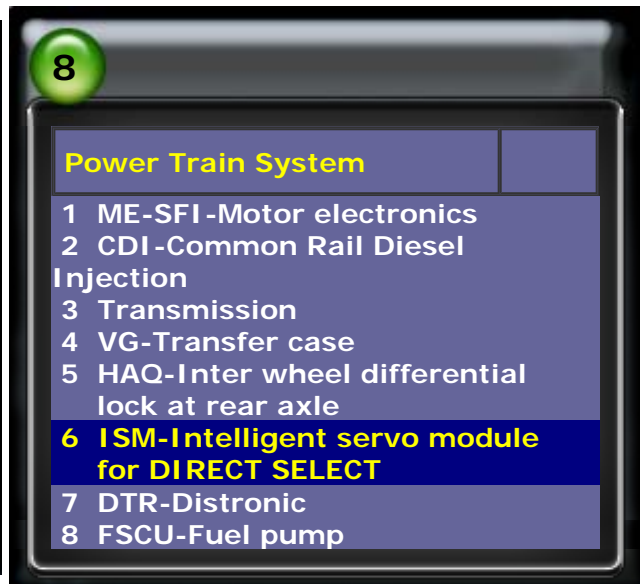 8
Power Train System
1 ME-SFI-Motor electronics
2 CDI-Common Rail Diesel
Injection
3 Transmission
4 VG-Transfer case
5 HAQ-Inter wheel differential
lock at rear axle
6 ISM-Intelligent servo module
for DIRECT SELECT
7 DTR-Distronic
8 FSCU-Fuel pump